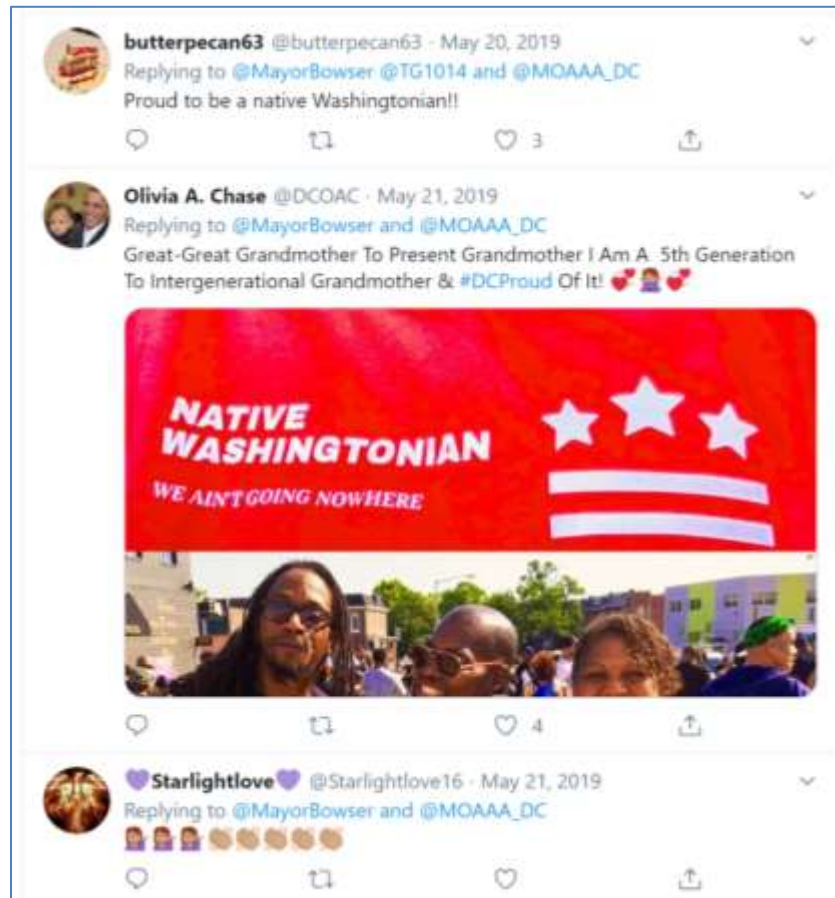 butterpecan63 @butterpecan63 · May 20, 2019
Replying to @MayorBowser @TG1014 and @MOAAA_DC
Proud to be a native Washingtonian!!
3
Olivia A. Chase @DCOAC · May 21, 2019
Replying to @MayorBowser and @MOAAA_DC
Great-Great Grandmother To Present Grandmother I Am A 5th Generation
To Intergenerational Grandmother & #DCProud Of It! 💞🤷🏽‍♀️💞
NATIVE
WASHINGTONIAN
WE AIN'T GOING NOWHERE
4
💜Starlightlove💜 @Starlightlove16 · May 21, 2019
Replying to @MayorBowser and @MOAAA_DC
💁🏽‍♀️💁🏽‍♀️💁🏽‍♀️👏🏽👏🏽👏🏽👏🏽👏🏽